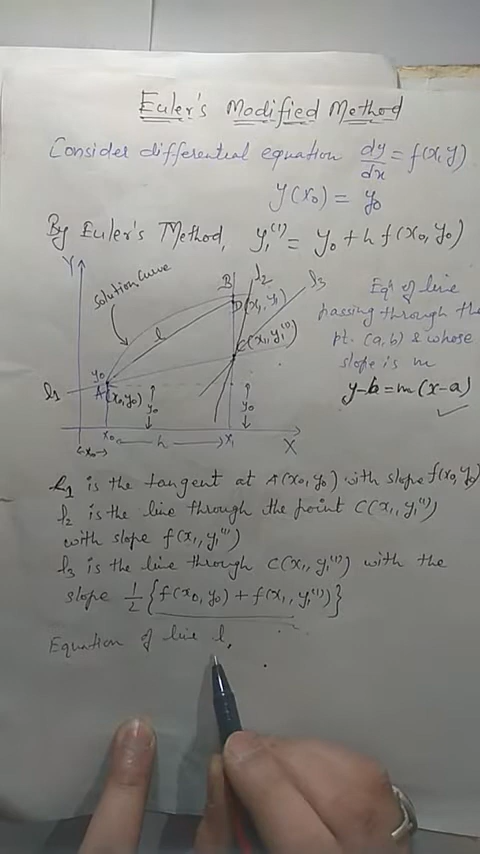 Euler's Modified Method
Consider differential equation dy/dx = f(x, y)
y(x₀) = y₀
By Euler's Method, y₁⁽¹⁾ = y₀ + h f(x₀, y₀)
Y
Solution Curve
B
l₂
l₃
D(x₁, y₁)
l
C(x₁, y₁⁽¹⁾)
Eqⁿ of line
passing through the
pt. (a, b) & whose
slope is m
y-b = m(x-a)
y₀
l₁
A(x₀, y₀)
y₀
y₀
x₀
h
x₁
X
←x₀→
l₁ is the tangent at A(x₀, y₀) with slope f(x₀, y₀)
l₂ is the line through the point C(x₁, y₁⁽¹⁾)
with slope f(x₁, y₁⁽¹⁾)
l₃ is the line through C(x₁, y₁⁽¹⁾) with the
slope 1/2 {f(x₀, y₀) + f(x₁, y₁⁽¹⁾)}
Equation of line l,